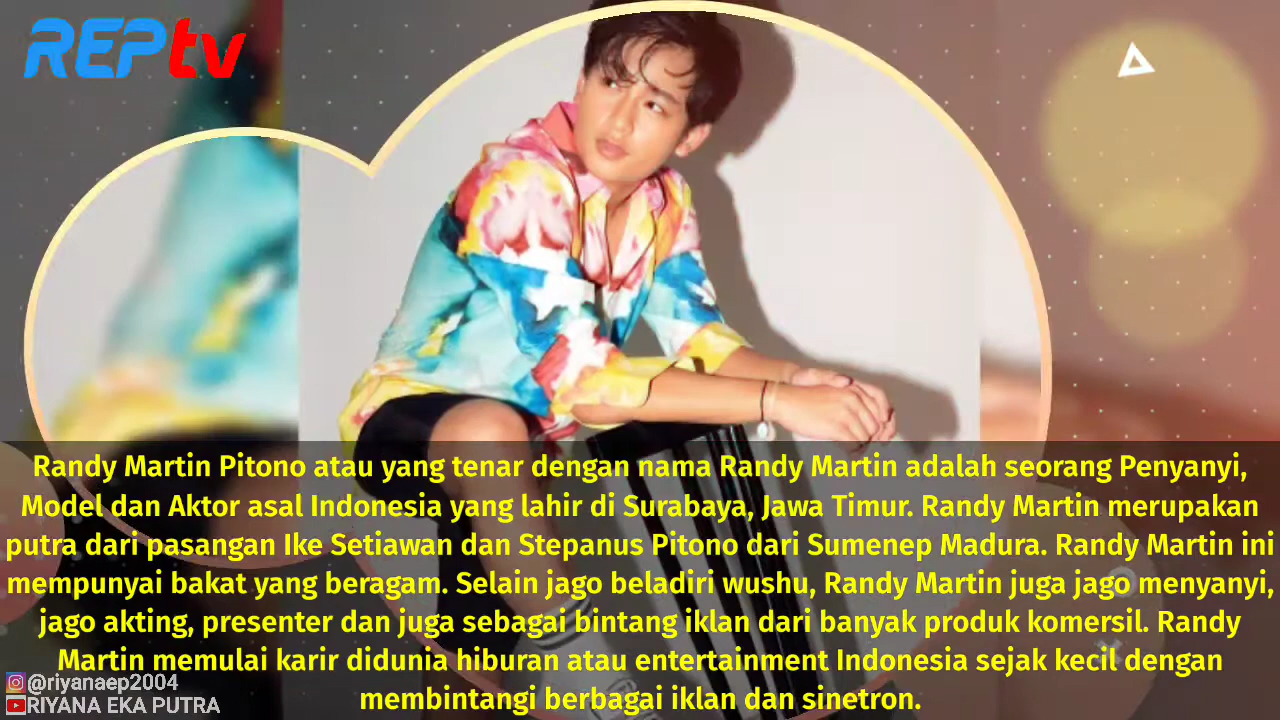 REPtv
Randy Martin Pitono atau yang tenar dengan nama Randy Martin adalah seorang Penyanyi,
Model dan Aktor asal Indonesia yang lahir di Surabaya, Jawa Timur. Randy Martin merupakan
putra dari pasangan Ike Setiawan dan Stepanus Pitono dari Sumenep Madura. Randy Martin ini
mempunyai bakat yang beragam. Selain jago beladiri wushu, Randy Martin juga jago menyanyi,
jago akting, presenter dan juga sebagai bintang iklan dari banyak produk komersil. Randy
Martin memulai karir didunia hiburan atau entertainment Indonesia sejak kecil dengan
membintangi berbagai iklan dan sinetron.
@riyanaep2004
RIYANA EKA PUTRA